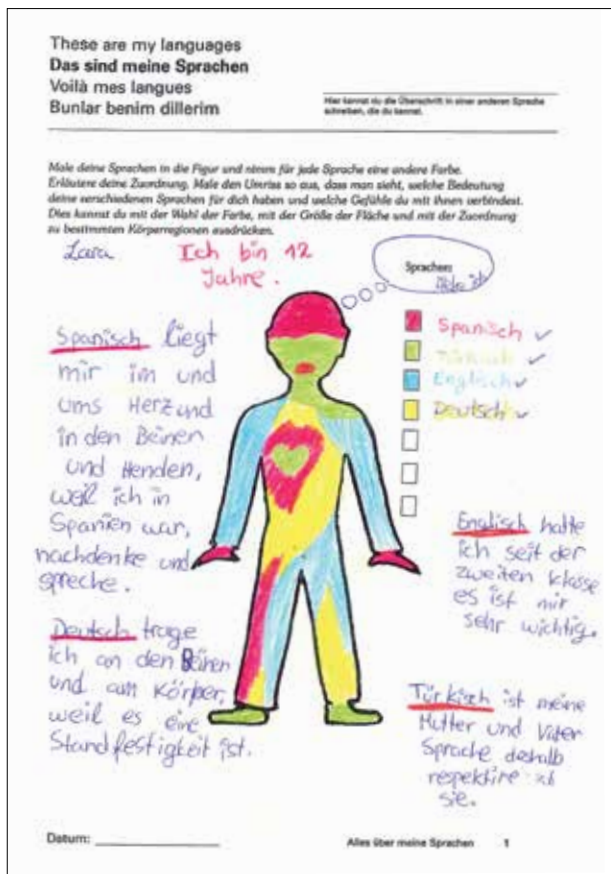 These are my languages
Das sind meine Sprachen
Voilà mes langues
Bunlar benim dillerim
Hier kannst du die Überschrift in einer anderen Sprache
schreiben, die du kannst.
Male deine Sprachen in die Figur und nimm für jede Sprache eine andere Farbe.
Erläutere deine Zuordnung. Male den Umriss so aus, dass man sieht, welche Bedeutung
deine verschiedenen Sprachen für dich haben und welche Gefühle du mit ihnen verbindest.
Dies kannst du mit der Wahl der Farbe, mit der Größe der Fläche und mit der Zuordnung
zu bestimmten Körperregionen ausdrücken.
Lara
Ich bin 12
Jahre.
Sprachen:
Spanisch
Türkisch
Englisch
Deutsch
Spanisch liegt
mir im und
ums Herz und
in den Beinen
und Henden,
weil ich in
Spanien war,
nachdenke und
spreche.
Deutsch trage
ich an den Beinen
und am Körper,
weil es eine
Standfestigkeit ist.
Englisch hatte
ich seit der
zweiten Klasse
es ist mir
sehr wichtig.
Türkisch ist meine
Mutter und Vater
Sprache deshalb
respektire ich
sie.
Datum:
Alles über meine Sprachen 1